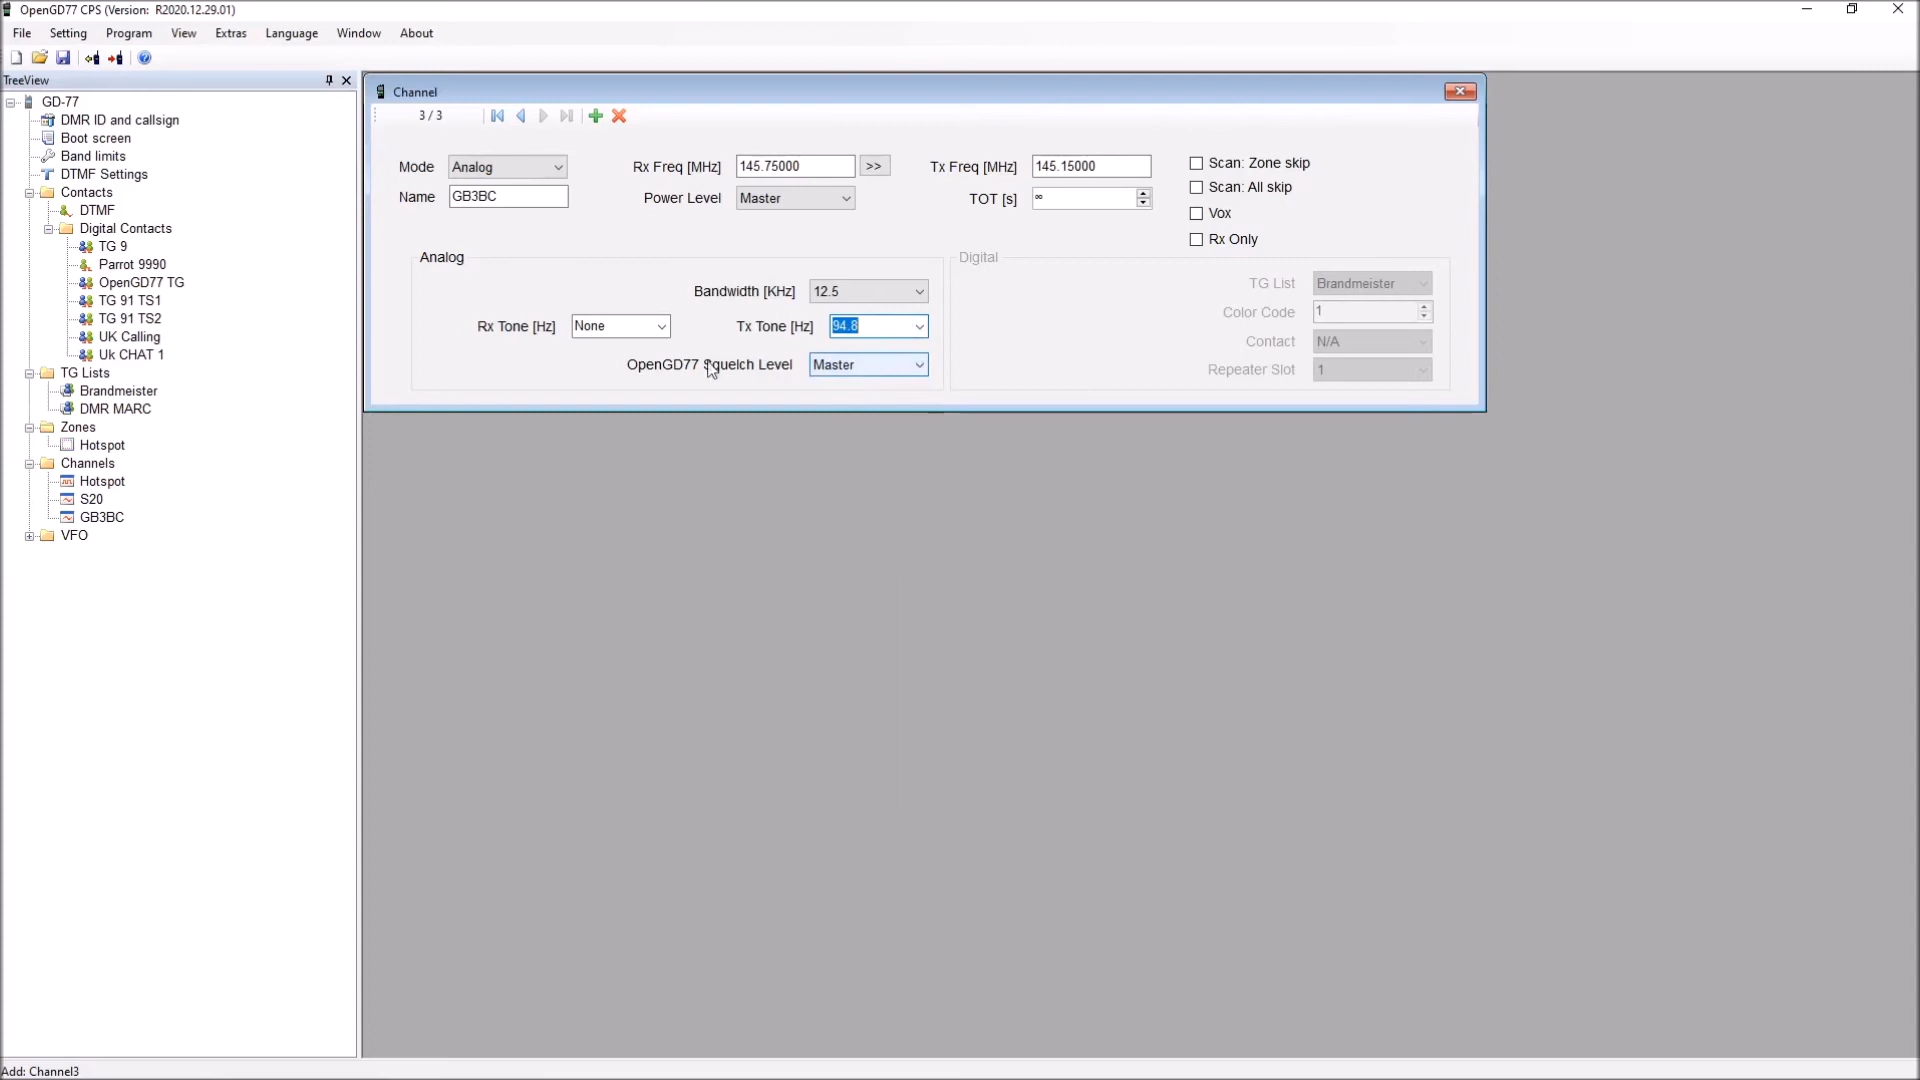 OpenGD77 CPS (Version: R2020.12.29.01)
File Setting Program View Extras Language Window About
TreeView
GD-77
DMR ID and callsign
Boot screen
Band limits
DTMF Settings
Contacts
DTMF
Digital Contacts
TG 9
Parrot 9990
OpenGD77 TG
TG 91 TS1
TG 91 TS2
UK Calling
Uk CHAT 1
TG Lists
Brandmeister
DMR MARC
Zones
Hotspot
Channels
Hotspot
S20
GB3BC
VFO
Channel
3 / 3
Mode Analog Rx Freq [MHz] 145.75000 >> Tx Freq [MHz] 145.15000 Scan: Zone skip
Name GB3BC Power Level Master TOT [s] ∞ Scan: All skip
Vox
Rx Only
Analog
Bandwidth [KHz] 12.5
Rx Tone [Hz] None Tx Tone [Hz] 94.8
OpenGD77 Squelch Level Master
Digital
TG List Brandmeister
Color Code 1
Contact N/A
Repeater Slot 1
Add: Channel3